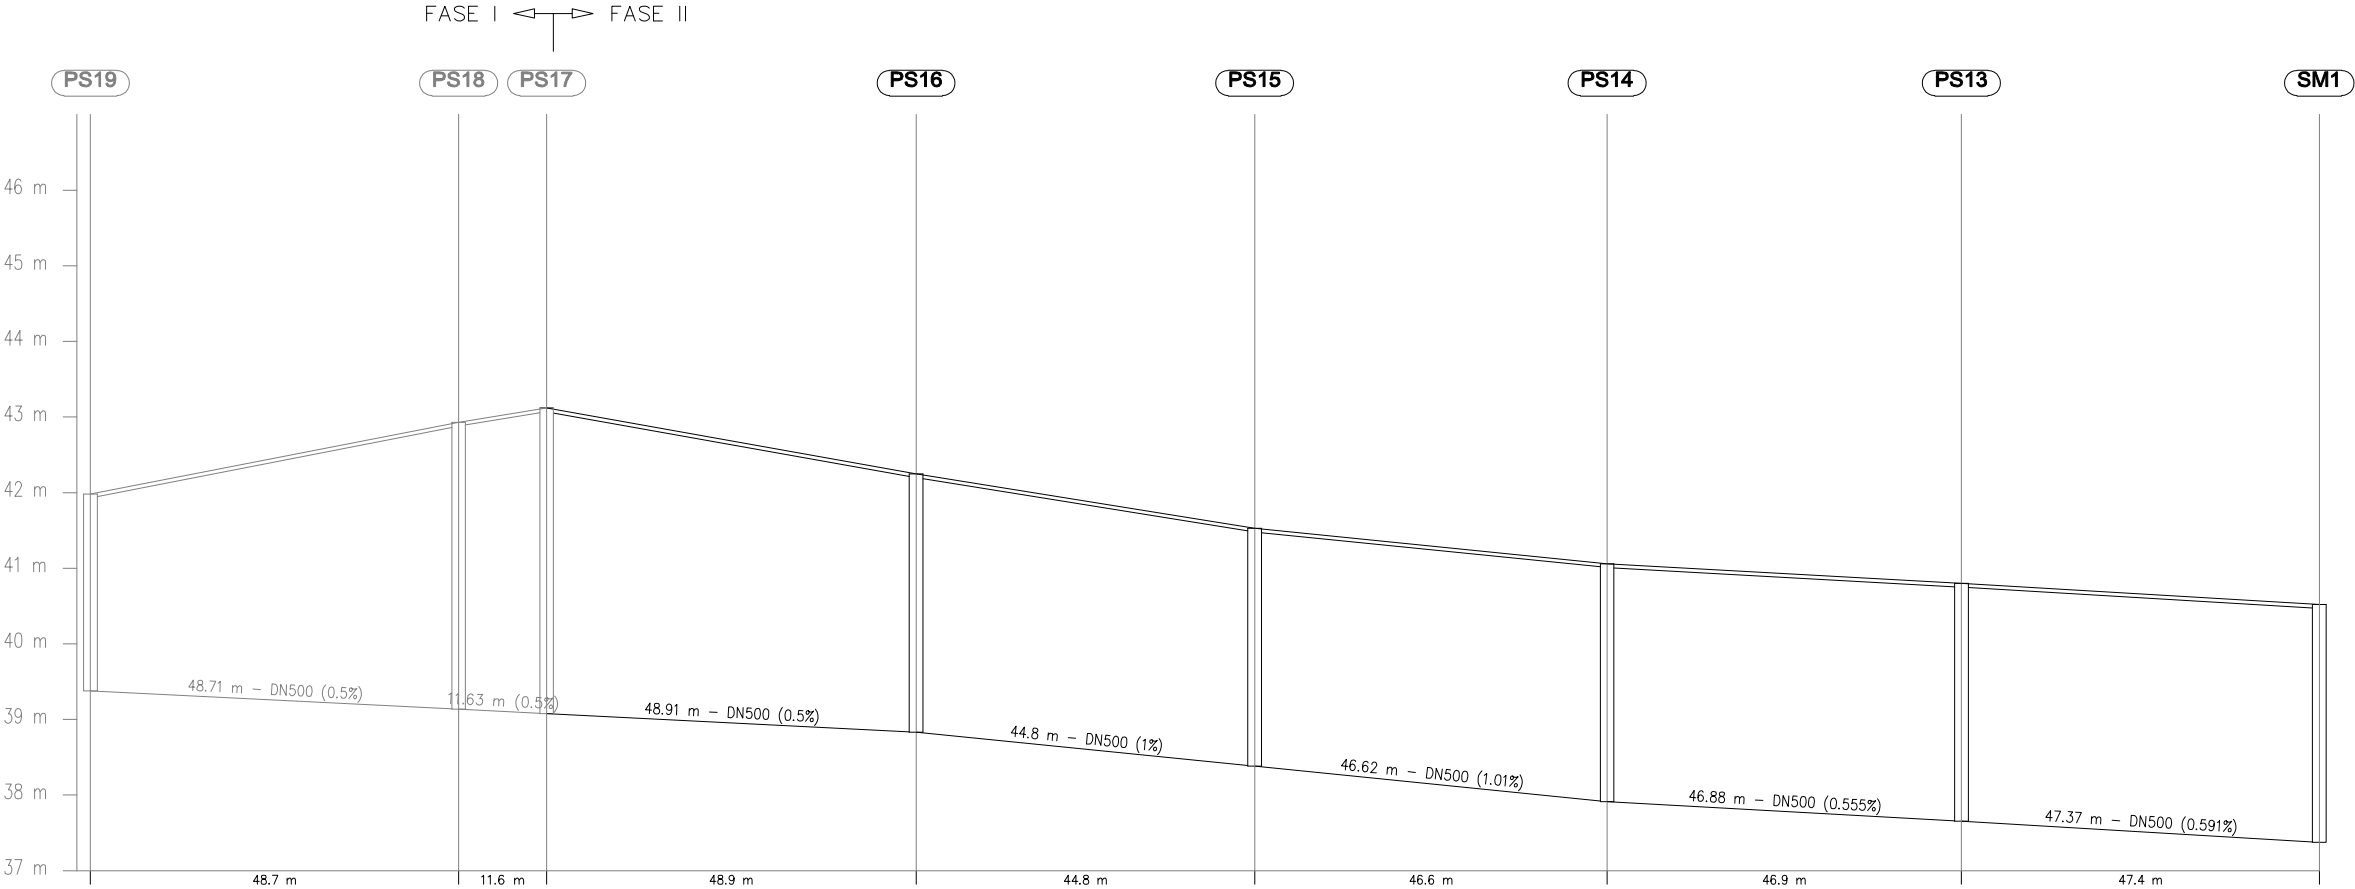 FASE I FASE II
PS19 PS18 PS17 PS16 PS15 PS14 PS13 SM1
46 m
45 m
44 m
43 m
42 m
41 m
40 m
39 m
38 m
37 m
48.71 m - DN500 (0.5%)
11.63 m (0.5%)
48.91 m - DN500 (0.5%)
44.8 m - DN500 (1%)
46.62 m - DN500 (1.01%)
46.88 m - DN500 (0.555%)
47.37 m - DN500 (0.591%)
48.7 m 11.6 m 48.9 m 44.8 m 46.6 m 46.9 m 47.4 m